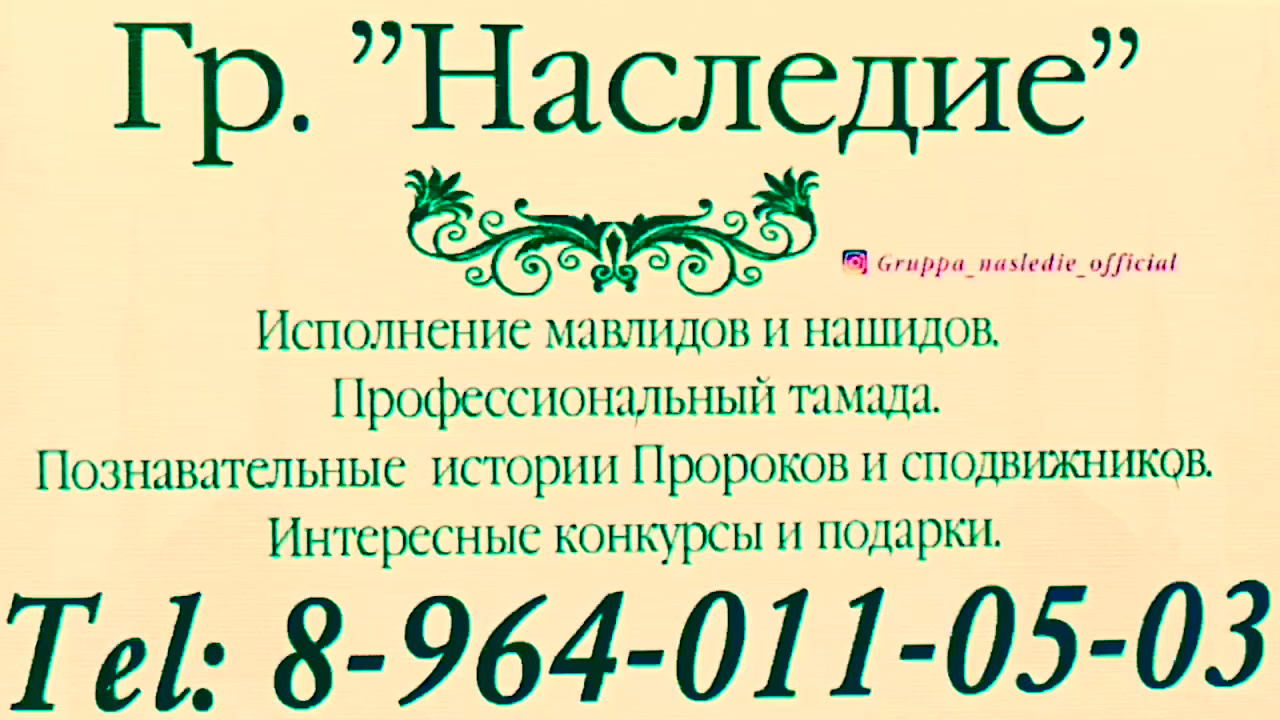 Гр. ”Наследие”
Gruppa_nasledie_official
Исполнение мавлидов и нашидов.
Профессиональный тамада.
Познавательные истории Пророков и сподвижников.
Интересные конкурсы и подарки.
Tel: 8-964-011-05-03